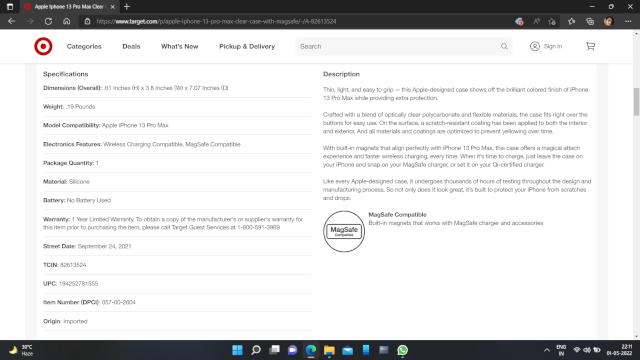 Apple Iphone 13 Pro Max Clear C
https://www.target.com/p/apple-iphone-13-pro-max-clear-case-with-magsafe/-/A-82613524
Categories Deals What's New Pickup & Delivery Search Sign in
Specifications
Dimensions (Overall): .61 Inches (H) x 3.8 Inches (W) x 7.07 Inches (D)
Weight: .19 Pounds
Model Compatibility: Apple iPhone 13 Pro Max
Electronics Features: Wireless Charging Compatible, MagSafe Compatible
Package Quantity: 1
Material: Silicone
Battery: No Battery Used
Warranty: 1 Year Limited Warranty. To obtain a copy of the manufacturer's or supplier's warranty for
this item prior to purchasing the item, please call Target Guest Services at 1-800-591-3869
Street Date: September 24, 2021
TCIN: 82613524
UPC: 194252781555
Item Number (DPCI): 057-00-2604
Origin: Imported
Description
Thin, light, and easy to grip — this Apple-designed case shows off the brilliant colored finish of iPhone
13 Pro Max while providing extra protection.
Crafted with a blend of optically clear polycarbonate and flexible materials, the case fits right over the
buttons for easy use. On the surface, a scratch-resistant coating has been applied to both the interior
and exterior. And all materials and coatings are optimized to prevent yellowing over time.
With built-in magnets that align perfectly with iPhone 13 Pro Max, this case offers a magical attach
experience and faster wireless charging, every time. When it's time to charge, just leave the case on
your iPhone and snap on your MagSafe charger, or set it on your Qi-certified charger.
Like every Apple-designed case, it undergoes thousands of hours of testing throughout the design and
manufacturing process. So not only does it look great, it's built to protect your iPhone from scratches
and drops.
MagSafe
Compatible
MagSafe Compatible
Built-in magnets that works with MagSafe charger and accessories
30°C
Haze
ENG
IN
22:11
01-05-2022